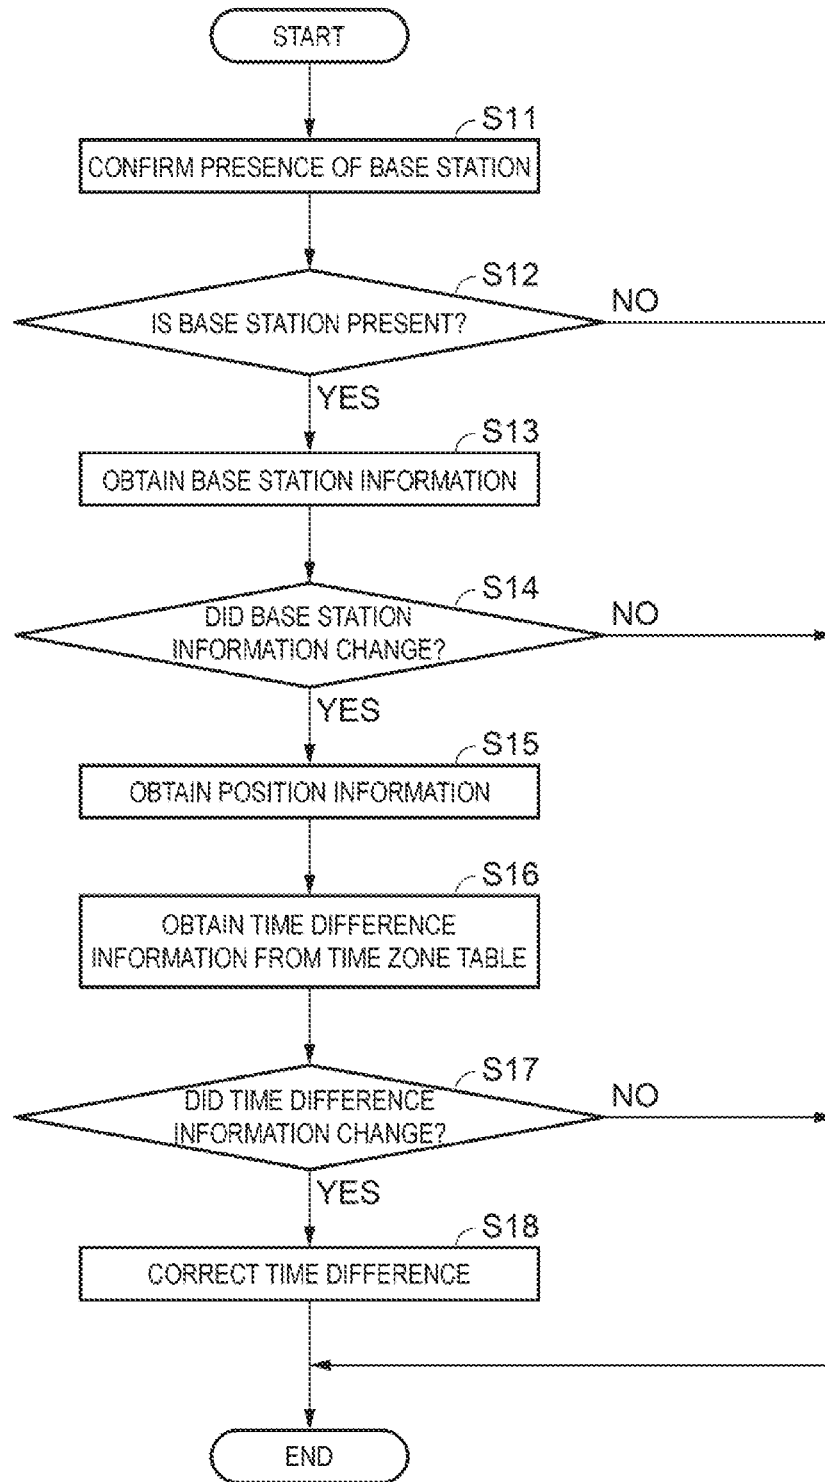 START
S11
CONFIRM PRESENCE OF BASE STATION
S12
IS BASE STATION PRESENT?
NO
YES
S13
OBTAIN BASE STATION INFORMATION
S14
DID BASE STATION
INFORMATION CHANGE?
NO
YES
S15
OBTAIN POSITION INFORMATION
S16
OBTAIN TIME DIFFERENCE
INFORMATION FROM TIME ZONE TABLE
S17
DID TIME DIFFERENCE
INFORMATION CHANGE?
NO
YES
S18
CORRECT TIME DIFFERENCE
END